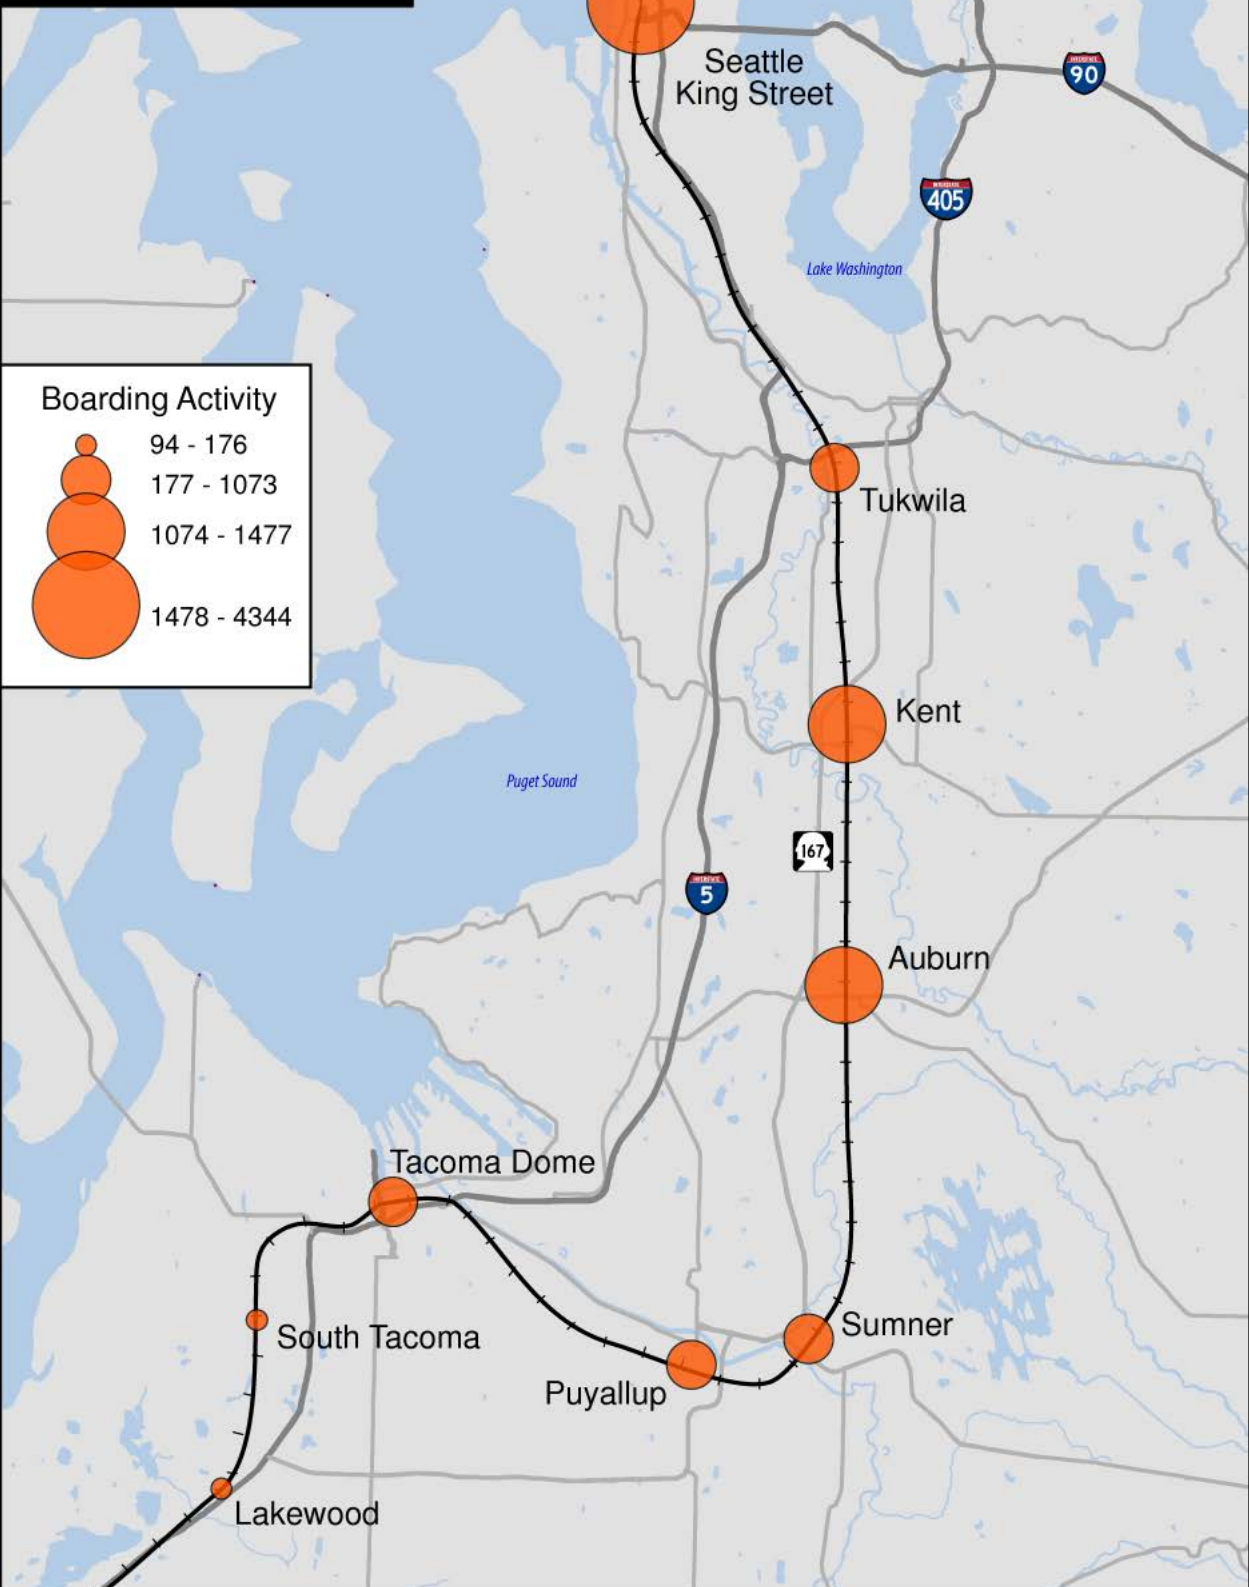 Seattle
King Street
90
405
Lake Washington
Boarding Activity
94 - 176
177 - 1073
1074 - 1477
1478 - 4344
Tukwila
Kent
Puget Sound
167
5
Auburn
Tacoma Dome
South Tacoma
Sumner
Puyallup
Lakewood